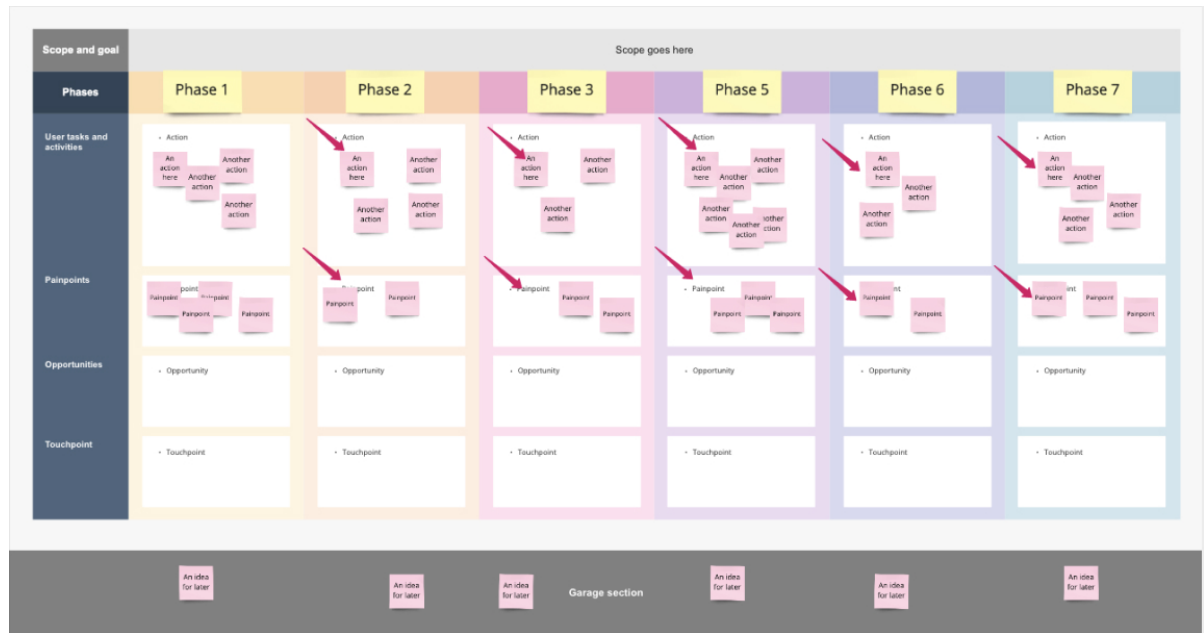 Scope and goal
Scope goes here
Phases
Phase 1
Phase 2
Phase 3
Phase 5
Phase 6
Phase 7
User tasks and
activities
• Action
An
action
here
Another
action
Another
action
Another
action
• Action
An
action
here
Another
action
Another
action
Another
action
• Action
An
action
here
Another
action
Another
action
• Action
An
action
here
Another
action
Another
action
Another
action
Another
action
Another
action
• Action
An
action
here
Another
action
Another
action
• Action
An
action
here
Another
action
Another
action
Another
action
Painpoints
Painpoint
Painpoint
Painpoint
Painpoint
Painpoint
Painpoint
• Painpoint
Painpoint
Painpoint
• Painpoint
Painpoint
Painpoint
Painpoint
Painpoint
Painpoint
Painpoint
Painpoint
Painpoint
Opportunities
• Opportunity
• Opportunity
• Opportunity
• Opportunity
• Opportunity
• Opportunity
Touchpoint
• Touchpoint
• Touchpoint
• Touchpoint
• Touchpoint
• Touchpoint
• Touchpoint
An idea
for later
An idea
for later
An idea
for later
Garage section
An idea
for later
An idea
for later
An idea
for later